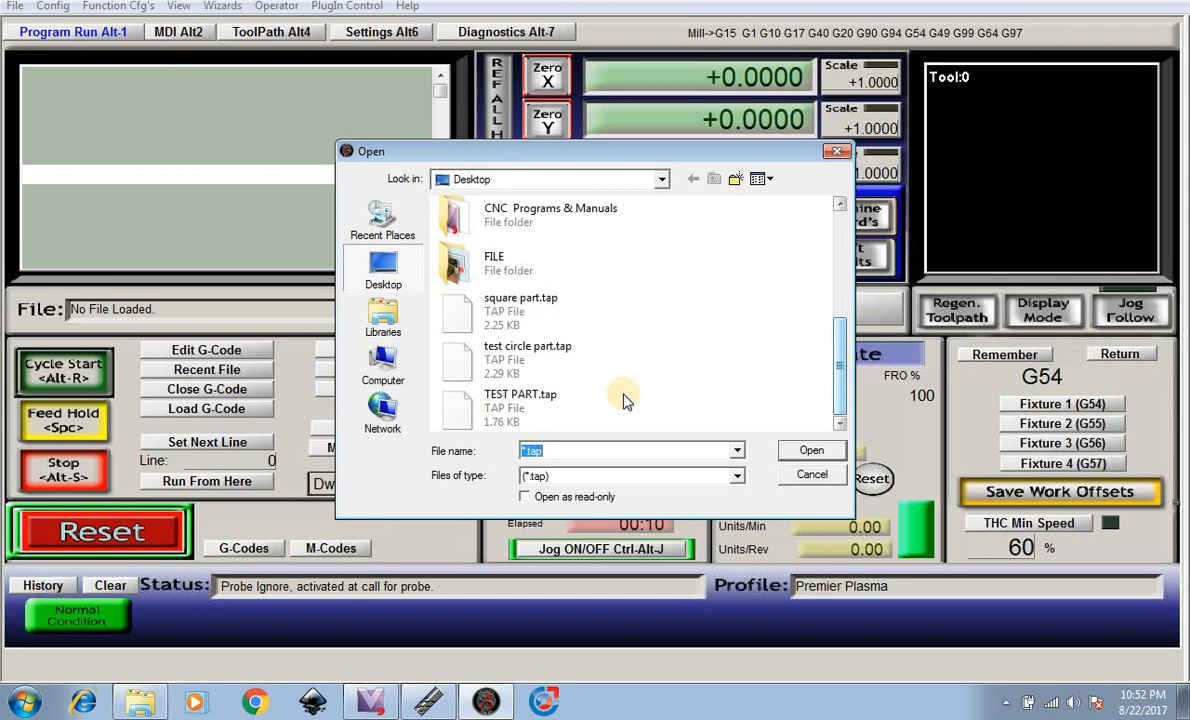 File Config Function Cfg's View Wizards Operator PlugIn Control Help
Program Run Alt-1 MDI Alt2 ToolPath Alt4 Settings Alt6 Diagnostics Alt-7 Mill->G15 G1 G10 G17 G40 G20 G90 G94 G54 G49 G99 G64 G97
REF ALL H
Zero X +0.0000 Scale +1.0000
Zero Y +0.0000 Scale +1.0000
+1.0000
Tool:0
Open
Look in: Desktop
Recent Places
Desktop
Libraries
Computer
Network
CNC Programs & Manuals
File folder
FILE
File folder
square part.tap
TAP File
2.25 KB
test circle part.tap
TAP File
2.29 KB
TEST PART.tap
TAP File
1.76 KB
File name: *.tap Open
Files of type: (*.tap) Cancel
Open as read-only
File: No File Loaded.
Regen. Toolpath Display Mode Jog Follow
Cycle Start <Alt-R>
Feed Hold <Spc>
Stop <Alt-S>
Edit G-Code
Recent File
Close G-Code
Load G-Code
Set Next Line
Line: 0
Run From Here
FRO %
100
Reset
Remember Return
G54
Fixture 1 (G54)
Fixture 2 (G55)
Fixture 3 (G56)
Fixture 4 (G57)
Save Work Offsets
THC Min Speed
60 %
Reset
G-Codes M-Codes
Elapsed 00:10
Jog ON/OFF Ctrl-Alt-J
Units/Min 0.00
Units/Rev 0.00
History Clear Status: Probe Ignore, activated at call for probe. Profile: Premier Plasma
Normal Condition
10:52 PM
8/22/2017